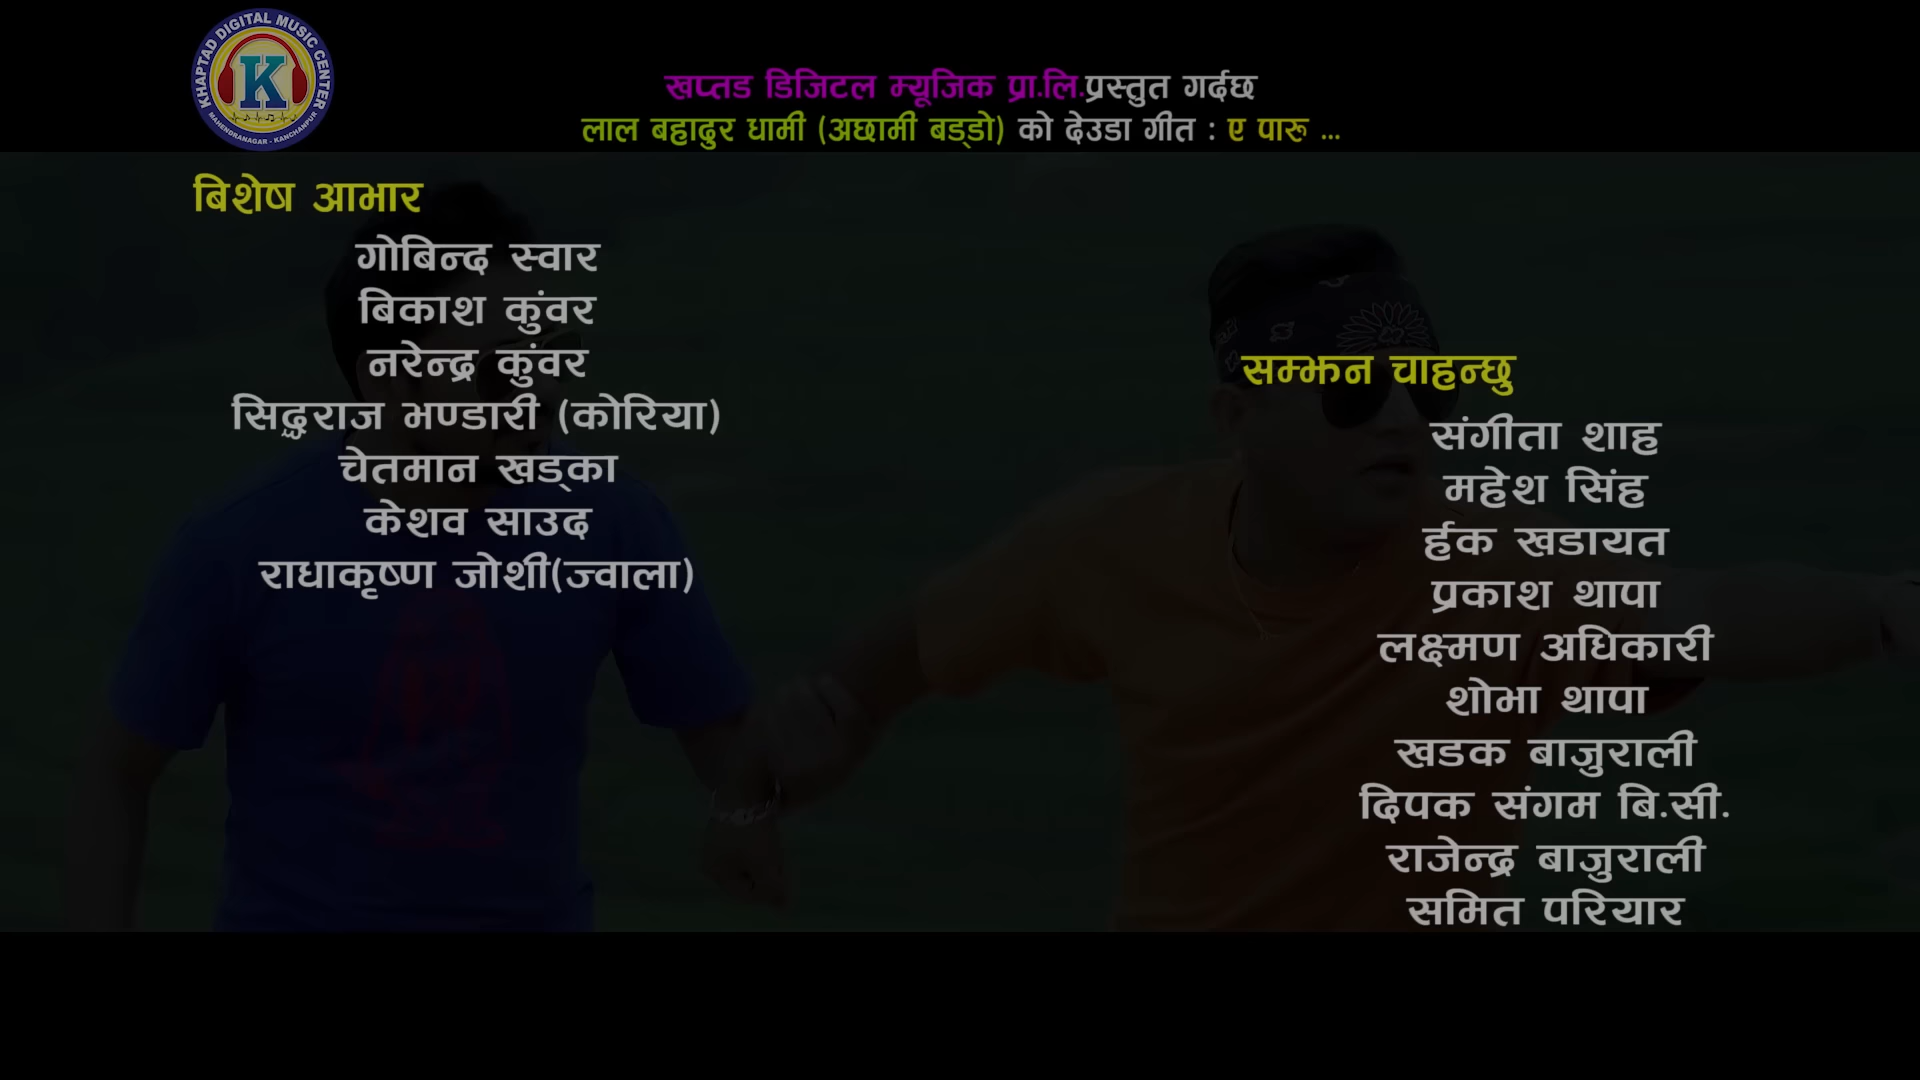 KHAPTAD DIGITAL MUSIC CENTER
K
MAHENDRANAGAR - KANCHANPUR
खप्तड डिजिटल म्यूजिक प्रा.लि.प्रस्तुत गर्दछ
लाल बहादुर धामी (अछामी बड्डो) को देउडा गीत : ए पारू ...
बिशेष आभार
गोबिन्द स्वार
बिकाश कुंवर
नरेन्द्र कुंवर
सिद्धराज भण्डारी (कोरिया)
चेतमान खड्का
केशव साउद
राधाकृष्ण जोशी(ज्वाला)
सम्झन चाहन्छु
संगीता शाह
महेश सिंह
र्हक खडायत
प्रकाश थापा
लक्ष्मण अधिकारी
शोभा थापा
खडक बाजुराली
दिपक संगम बि.सी.
राजेन्द्र बाजुराली
समित परियार